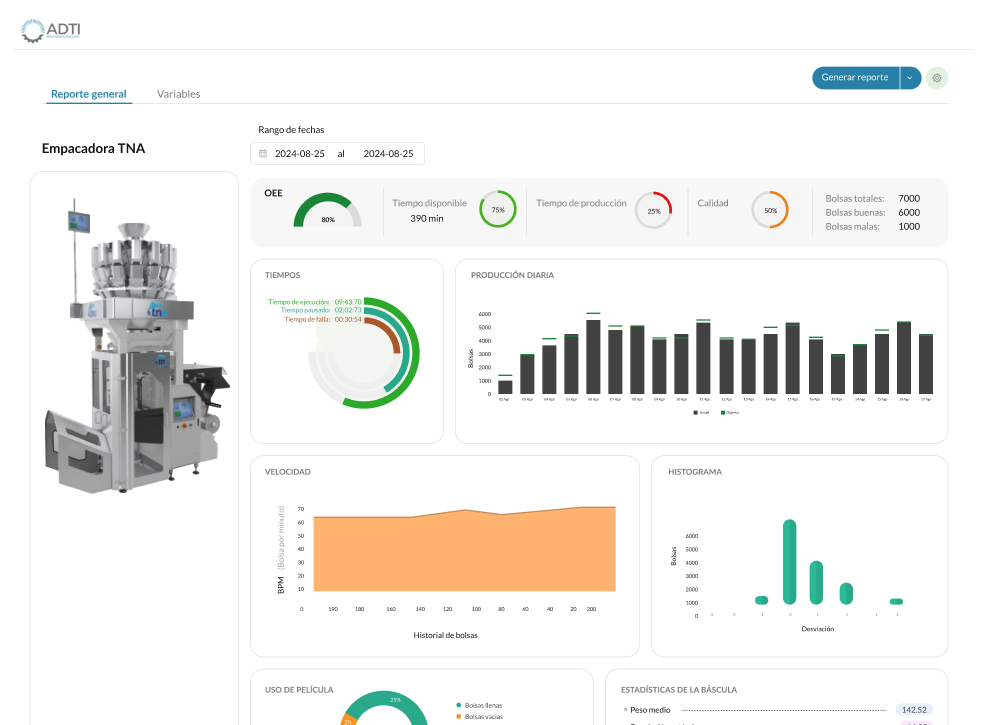 ADTI
Generar reporte
Reporte general
Variables
Rango de fechas
Empacadora TNA
2024-08-25 al 2024-08-25
OEE
80%
Tiempo disponible
390 min
75%
Tiempo de producción
25%
Calidad
50%
Bolsas totales: 7000
Bolsas buenas: 6000
Bolsas malas: 1000
tna
TIEMPOS
Tiempo de ejecución: 09:43:70
Tiempo pausado: 02:02:73
Tiempo de falla: 00:30:54
PRODUCCIÓN DIARIA
Bolsas
6000
5000
4000
3000
2000
1000
0
VELOCIDAD
BPM (Bolsa por minuto)
70
60
50
40
30
20
10
0 190 180 160 140 120 100 80 60 40 20 200
Historial de bolsas
HISTOGRAMA
Bolsas
6000
5000
4000
3000
2000
1000
0
Desviación
USO DE PELÍCULA
25%
Bolsas llenas
Bolsas vacias
ESTADÍSTICAS DE LA BÁSCULA
Peso medio 142.52